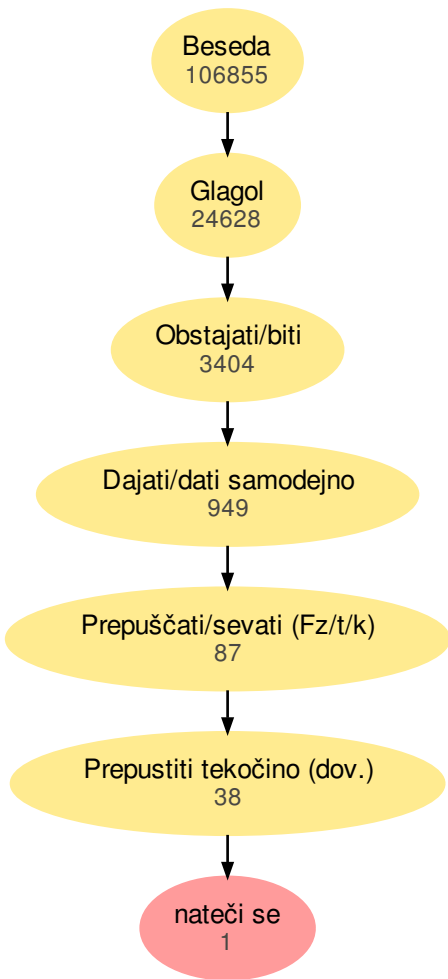 Beseda
106855
Glagol
24628
Obstajati/biti
3404
Dajati/dati samodejno
949
Prepuščati/sevati (Fz/t/k)
87
Prepustiti tekočino (dov.)
38
nateči se
1